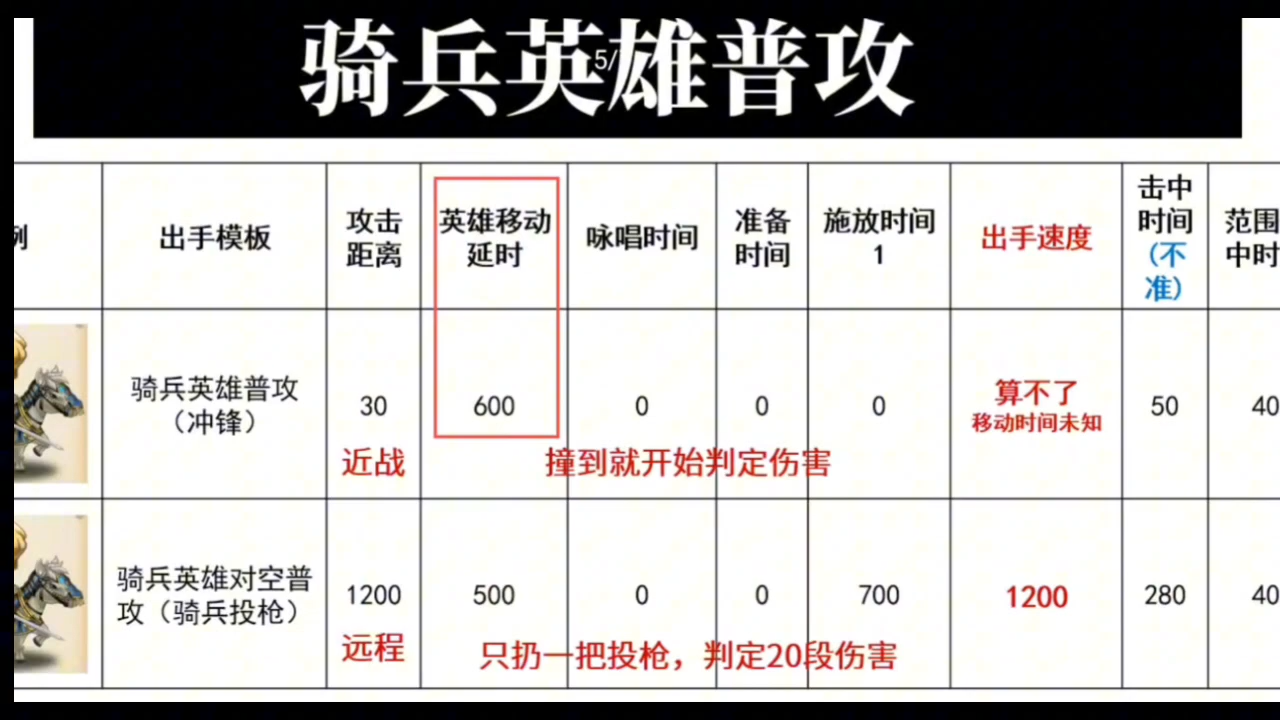 骑兵英雄普攻
5/
例
出手模板
攻击
距离
英雄移动
延时
咏唱时间
准备
时间
施放时间
1
出手速度
击中
时间
（不
准）
范围
中时
骑兵英雄普攻
（冲锋）
30
600
0
0
0
算不了
移动时间未知
50
40
近战
撞到就开始判定伤害
骑兵英雄对空普
攻（骑兵投枪）
1200
500
0
0
700
1200
280
40
远程
只扔一把投枪，判定20段伤害